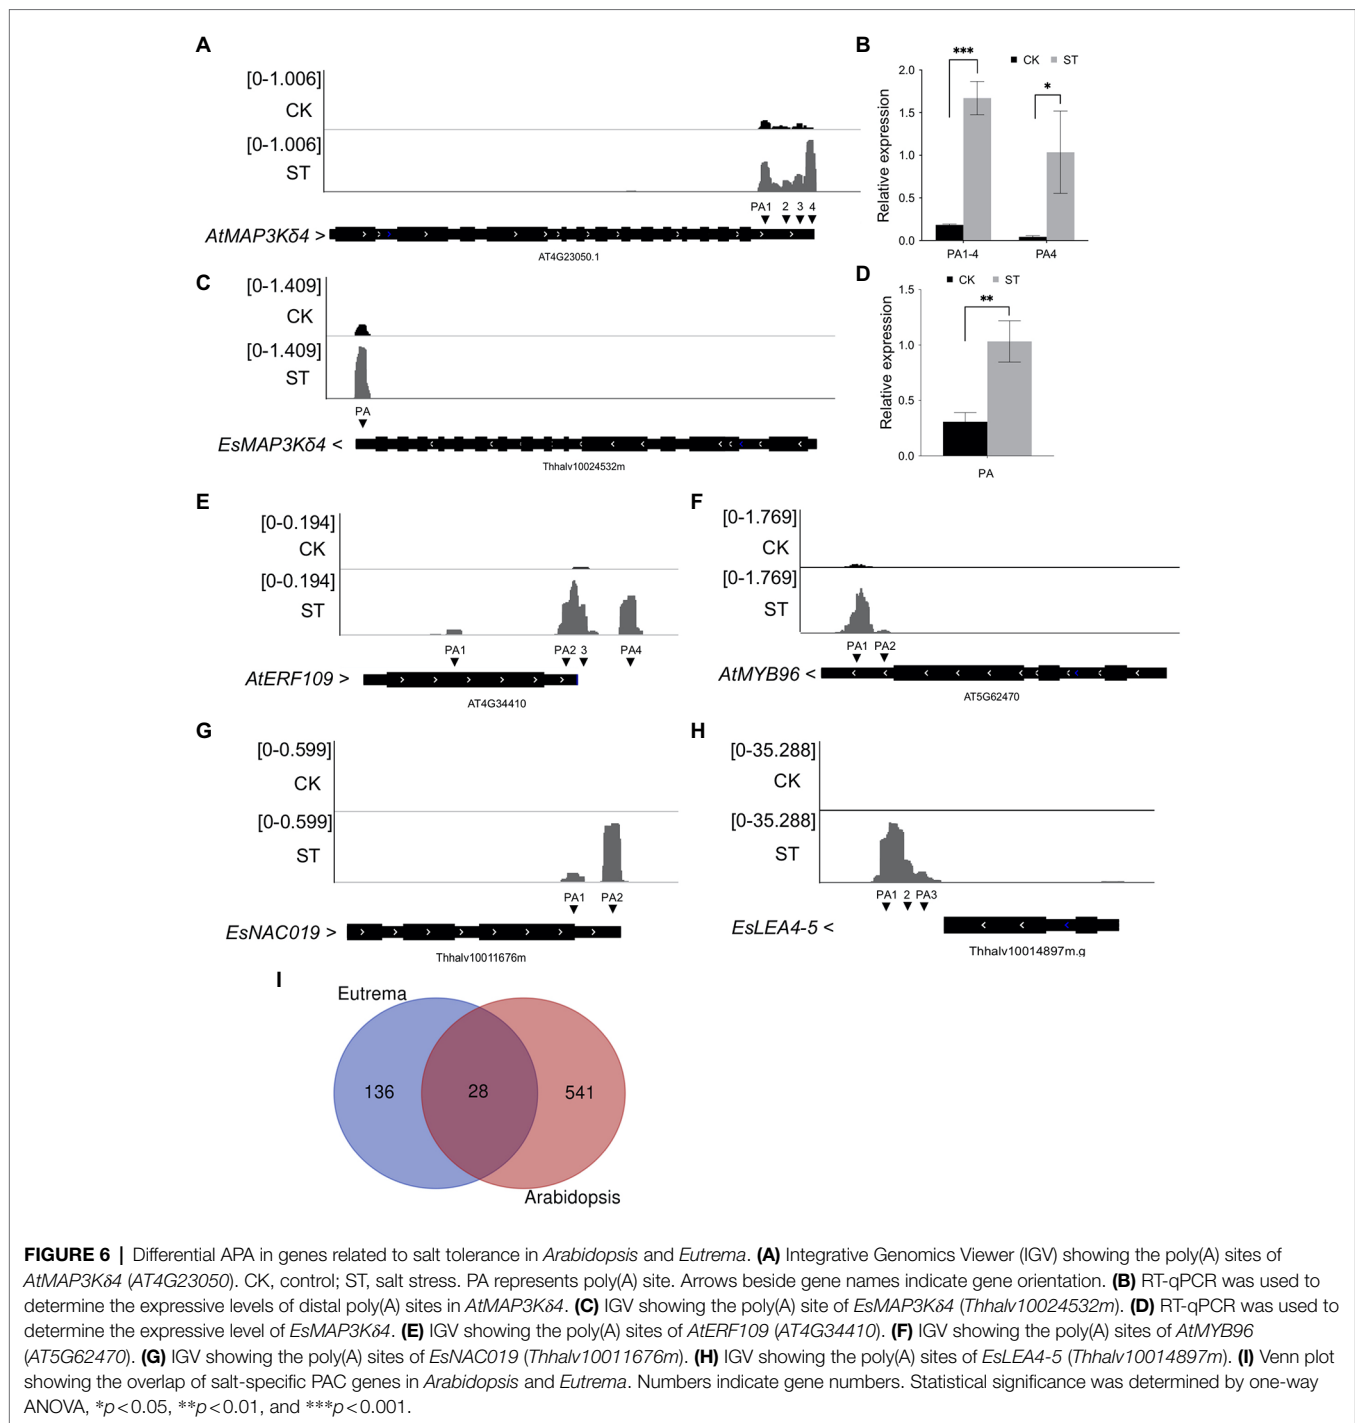 A
[0-1.006]
CK
[0-1.006]
ST
PA1 2 3 4
AtMAP3Kδ4 >
AT4G23050.1
B
CK ST
***
*
Relative expression
2.0
1.5
1.0
0.5
0.0
PA1-4 PA4
C
[0-1.409]
CK
[0-1.409]
ST
PA
EsMAP3Kδ4 <
Thhalv10024532m
D
CK ST
**
Relative expression
1.5
1.0
0.5
0.0
PA
E
[0-0.194]
CK
[0-0.194]
ST
PA1 PA2 3 PA4
AtERF109 >
AT4G34410
F
[0-1.769]
CK
[0-1.769]
ST
PA1 PA2
AtMYB96 <
AT5G62470
G
[0-0.599]
CK
[0-0.599]
ST
PA1 PA2
EsNAC019 >
Thhalv10011676m
H
[0-35.288]
CK
[0-35.288]
ST
PA1 2 PA3
EsLEA4-5 <
Thhalv10014897m.g
I
Eutrema
136 28 541
Arabidopsis
FIGURE 6 | Differential APA in genes related to salt tolerance in Arabidopsis and Eutrema. (A) Integrative Genomics Viewer (IGV) showing the poly(A) sites of
AtMAP3Kδ4 (AT4G23050). CK, control; ST, salt stress. PA represents poly(A) site. Arrows beside gene names indicate gene orientation. (B) RT-qPCR was used to
determine the expressive levels of distal poly(A) sites in AtMAP3Kδ4. (C) IGV showing the poly(A) site of EsMAP3Kδ4 (Thhalv10024532m). (D) RT-qPCR was used to
determine the expressive level of EsMAP3Kδ4. (E) IGV showing the poly(A) sites of AtERF109 (AT4G34410). (F) IGV showing the poly(A) sites of AtMYB96
(AT5G62470). (G) IGV showing the poly(A) sites of EsNAC019 (Thhalv10011676m). (H) IGV showing the poly(A) sites of EsLEA4-5 (Thhalv10014897m). (I) Venn plot
showing the overlap of salt-specific PAC genes in Arabidopsis and Eutrema. Numbers indicate gene numbers. Statistical significance was determined by one-way
ANOVA, *p<0.05, **p<0.01, and ***p<0.001.